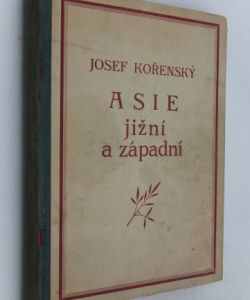 JOSEF KOŘENSKÝ
ASIE
jižní
a západní